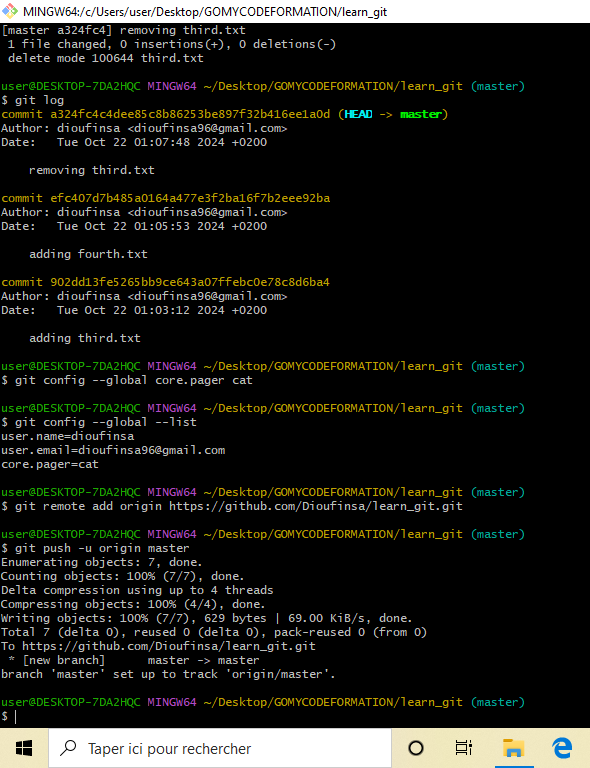 MINGW64:/c/Users/user/Desktop/GOMYCODEFORMATION/learn_git
[master a324fc4] removing third.txt
 1 file changed, 0 insertions(+), 0 deletions(-)
 delete mode 100644 third.txt
user@DESKTOP-7DA2HQC MINGW64 ~/Desktop/GOMYCODEFORMATION/learn_git (master)
$ git log
commit a324fc4c4dee85c8b86253be897f32b416ee1a0d (HEAD -> master)
Author: dioufinsa <dioufinsa96@gmail.com>
Date:   Tue Oct 22 01:07:48 2024 +0200
    removing third.txt
commit efc407d7b485a0164a477e3f2ba16f7b2eee92ba
Author: dioufinsa <dioufinsa96@gmail.com>
Date:   Tue Oct 22 01:05:53 2024 +0200
    adding fourth.txt
commit 902dd13fe5265bb9ce643a07ffebc0e78c8d6ba4
Author: dioufinsa <dioufinsa96@gmail.com>
Date:   Tue Oct 22 01:03:12 2024 +0200
    adding third.txt
user@DESKTOP-7DA2HQC MINGW64 ~/Desktop/GOMYCODEFORMATION/learn_git (master)
$ git config --global core.pager cat
user@DESKTOP-7DA2HQC MINGW64 ~/Desktop/GOMYCODEFORMATION/learn_git (master)
$ git config --global --list
user.name=dioufinsa
user.email=dioufinsa96@gmail.com
core.pager=cat
user@DESKTOP-7DA2HQC MINGW64 ~/Desktop/GOMYCODEFORMATION/learn_git (master)
$ git remote add origin https://github.com/Dioufinsa/learn_git.git
user@DESKTOP-7DA2HQC MINGW64 ~/Desktop/GOMYCODEFORMATION/learn_git (master)
$ git push -u origin master
Enumerating objects: 7, done.
Counting objects: 100% (7/7), done.
Delta compression using up to 4 threads
Compressing objects: 100% (4/4), done.
Writing objects: 100% (7/7), 629 bytes | 69.00 KiB/s, done.
Total 7 (delta 0), reused 0 (delta 0), pack-reused 0 (from 0)
To https://github.com/Dioufinsa/learn_git.git
 * [new branch]      master -> master
branch 'master' set up to track 'origin/master'.
user@DESKTOP-7DA2HQC MINGW64 ~/Desktop/GOMYCODEFORMATION/learn_git (master)
$
Taper ici pour rechercher